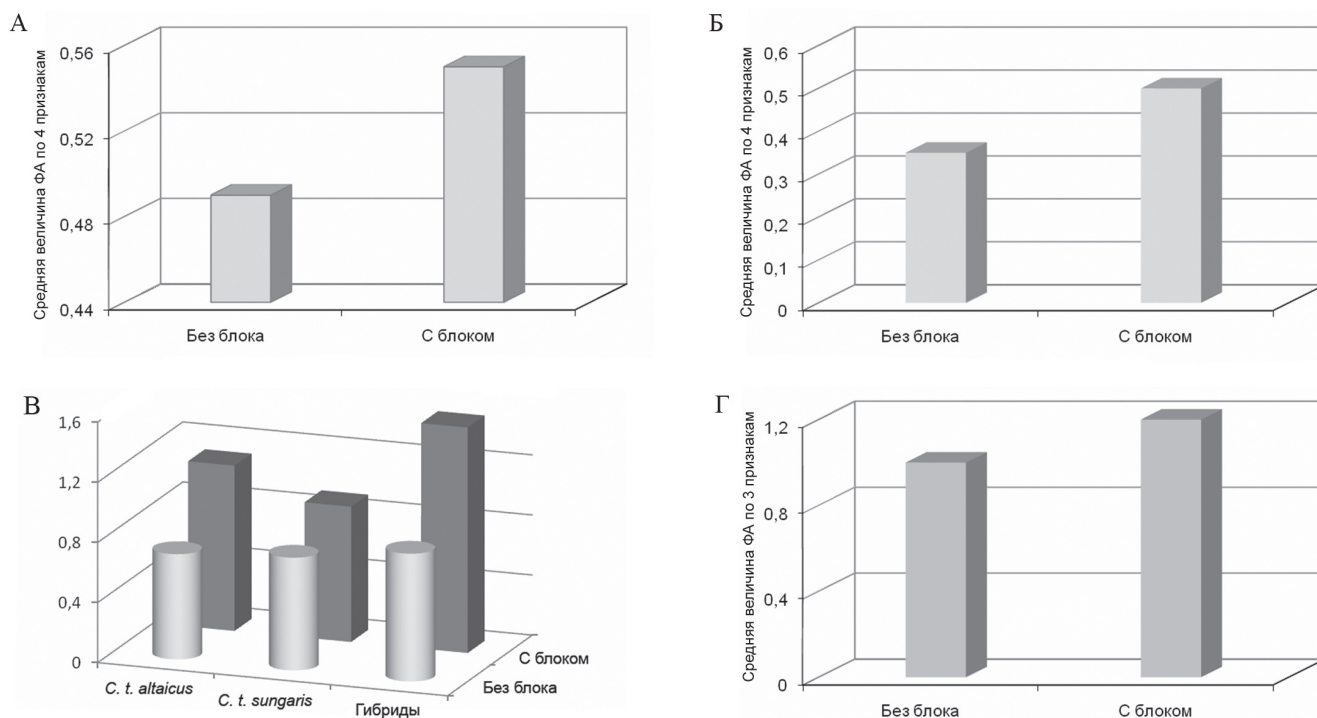 А
Средняя величина ФА по 4 признакам
0,56
0,52
0,48
0,44
Без блока
С блоком
Б
Средняя величина ФА по 4 признакам
0,6
0,5
0,4
0,3
0,2
0,1
0
Без блока
С блоком
В
1,6
1,2
0,8
0,4
0
C. t. altaicus
C. t. sungaris
Гибриды
Без блока
С блоком
Г
Средняя величина ФА по 3 признакам
1,2
0,8
0,4
0
Без блока
С блоком